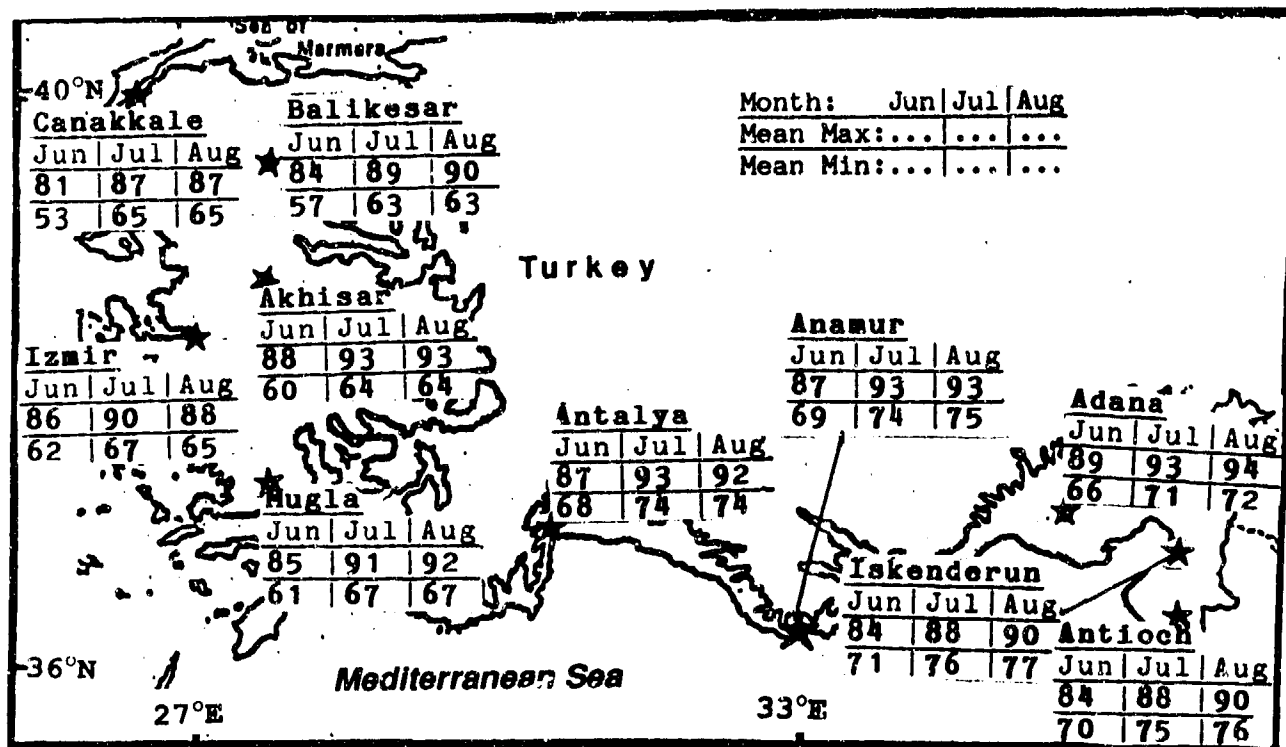 Sea of
Marmara
40°N
Canakkale
Jun|Jul|Aug
81 |87 |87
53 |65 |65
Balikesar
Jun|Jul|Aug
84 |89 |90
57 |63 |63
Month: Jun|Jul|Aug
Mean Max:...|...|...
Mean Min:...|...|...
Turkey
Akhisar
Jun|Jul|Aug
88 |93 |93
60 |64 |64
Izmir
Jun|Jul|Aug
86 |90 |88
62 |67 |65
Anamur
Jun|Jul|Aug
87 |93 |93
69 |74 |75
Antalya
Jun|Jul|Aug
87 |93 |92
68 |74 |74
Adana
Jun|Jul|Aug
89 |93 |94
66 |71 |72
Mugla
Jun|Jul|Aug
85 |91 |92
61 |67 |67
Iskenderun
Jun|Jul|Aug
84 |88 |90
71 |76 |77
Antioch
Jun|Jul|Aug
84 |88 |90
70 |75 |76
36°N
Mediterranean Sea
27°E
33°E